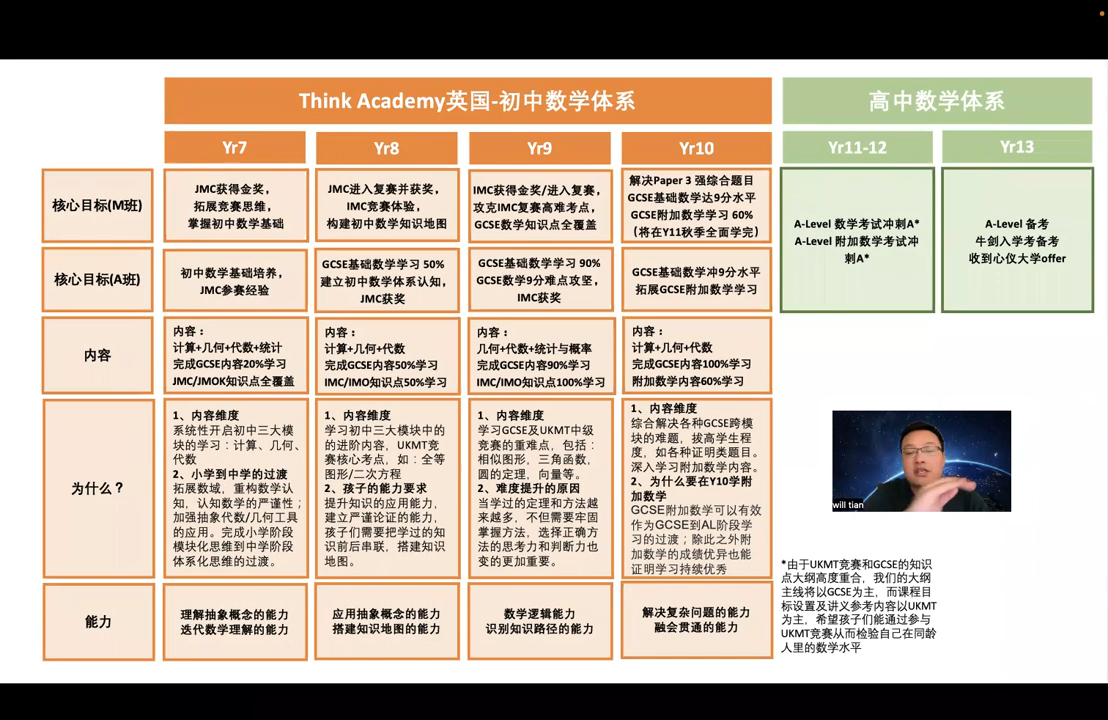 Think Academy英国-初中数学体系
高中数学体系
Yr7
Yr8
Yr9
Yr10
Yr11-12
Yr13
核心目标(M班)
JMC获得金奖，
拓展竞赛思维，
掌握初中数学基础
JMC进入复赛并获奖，
IMC竞赛体验，
构建初中数学知识地图
IMC获得金奖/进入复赛，
攻克IMC复赛高难考点，
GCSE数学知识点全覆盖
解决Paper 3 强综合题目
GCSE基础数学达9分水平
GCSE附加数学学习 60%
（将在Y11秋季全面学完）
A-Level 数学考试冲刺A*
A-Level 附加数学考试冲
刺A*
A-Level 备考
牛剑入学考备考
收到心仪大学offer
核心目标(A班)
初中数学基础培养，
JMC参赛经验
GCSE基础数学学习 50%
建立初中数学体系认知，
JMC获奖
GCSE基础数学学习 90%
GCSE数学9分难点攻坚，
IMC获奖
GCSE基础数学冲9分水平
拓展GCSE附加数学学习
内容
内容：
计算+几何+代数+统计
完成GCSE内容20%学习
JMC/JMOK知识点全覆盖
内容：
计算+几何+代数
完成GCSE内容50%学习
IMC/IMO知识点50%学习
内容：
几何+代数+统计与概率
完成GCSE内容90%学习
IMC/IMO知识点100%学习
内容：
计算+几何+代数
完成GCSE内容100%学习
附加数学内容60%学习
为什么？
1、内容维度
系统性开启初中三大模
块的学习：计算、几何、
代数
2、小学到中学的过渡
拓展数域，重构数学认
知，认知数学的严谨性；
加强抽象代数/几何工具
的应用。完成小学阶段
模块化思维到中学阶段
体系化思维的过渡。
1、内容维度
学习初中三大模块中的
的进阶内容，UKMT竞
赛核心考点，如：全等
图形/二次方程
2、孩子的能力要求
提升知识的应用能力，
建立严谨论证的能力，
孩子们需要把学过的知
识前后串联，搭建知识
地图。
1、内容维度
学习GCSE及UKMT中级
竞赛的重难点，包括：
相似图形，三角函数，
圆的定理，向量等。
2、难度提升的原因
当学过的定理和方法越
来越多，不但需要牢固
掌握方法，选择正确方
法的思考力和判断力也
变的更加重要。
1、内容维度
综合解决各种GCSE跨模
块的难题，拔高学生程
度，如各种证明类题目。
深入学习附加数学内容。
2、为什么要在Y10学附
加数学
GCSE附加数学可以有效
作为GCSE到AL阶段学
习的过渡；除此之外附
加数学的成绩优异也能
证明学习持续优秀
能力
理解抽象概念的能力
迭代数学理解的能力
应用抽象概念的能力
搭建知识地图的能力
数学逻辑能力
识别知识路径的能力
解决复杂问题的能力
融会贯通的能力
will tian
*由于UKMT竞赛和GCSE的知识
点大纲高度重合，我们的大纲
主线将以GCSE为主，而课程目
标设置及讲义参考内容以UKMT
为主，希望孩子们能通过参与
UKMT竞赛从而检验自己在同龄
人里的数学水平